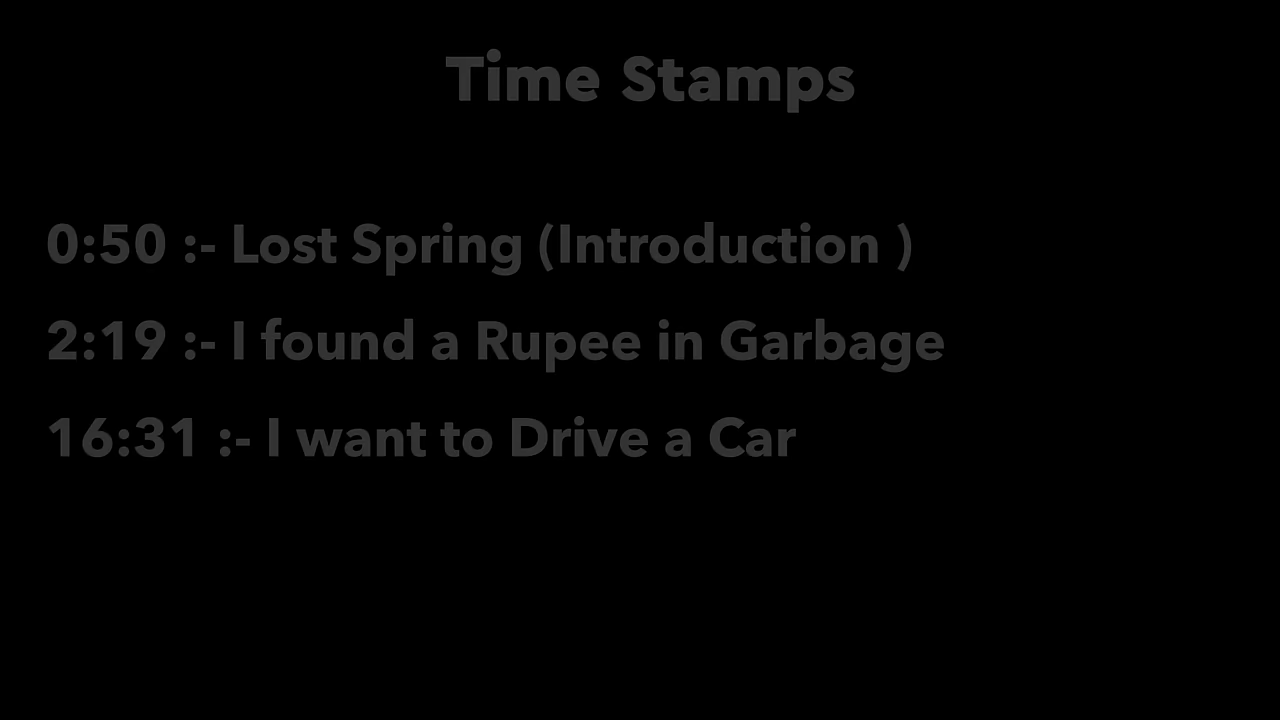 Time Stamps
0:50 :- Lost Spring (Introduction )
2:19 :- I found a Rupee in Garbage
16:31 :- I want to Drive a Car